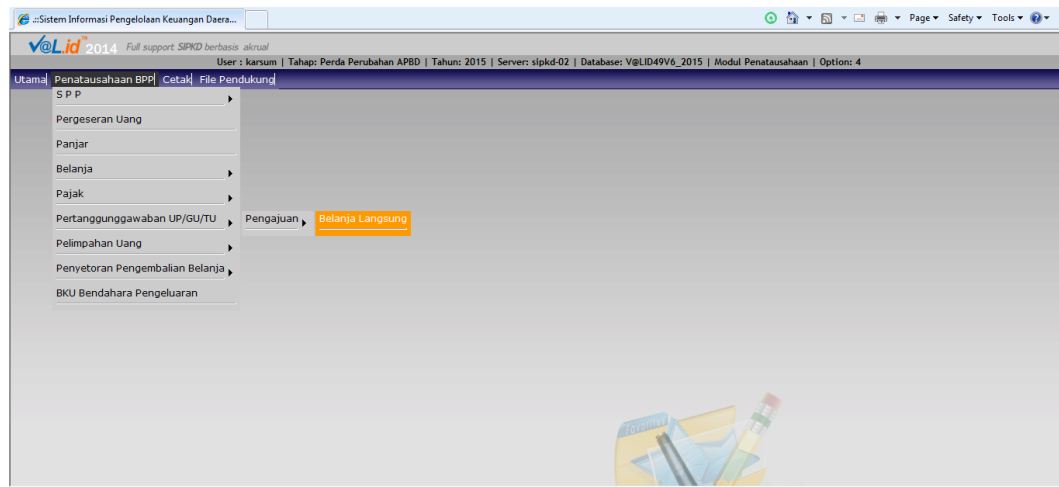 .::Sistem Informasi Pengelolaan Keuangan Daera...
Page Safety Tools
V@L.id™ 2014 Full support SIPKD berbasis akrual
User : karsum | Tahap: Perda Perubahan APBD | Tahun: 2015 | Server: sipkd-02 | Database: V@LID49V6_2015 | Modul Penatausahaan | Option: 4
Utama Penatausahaan BPP Cetak File Pendukung
S P P
Pergeseran Uang
Panjar
Belanja
Pajak
Pertanggunggawaban UP/GU/TU Pengajuan Belanja Langsung
Pelimpahan Uang
Penyetoran Pengembalian Belanja
BKU Bendahara Pengeluaran